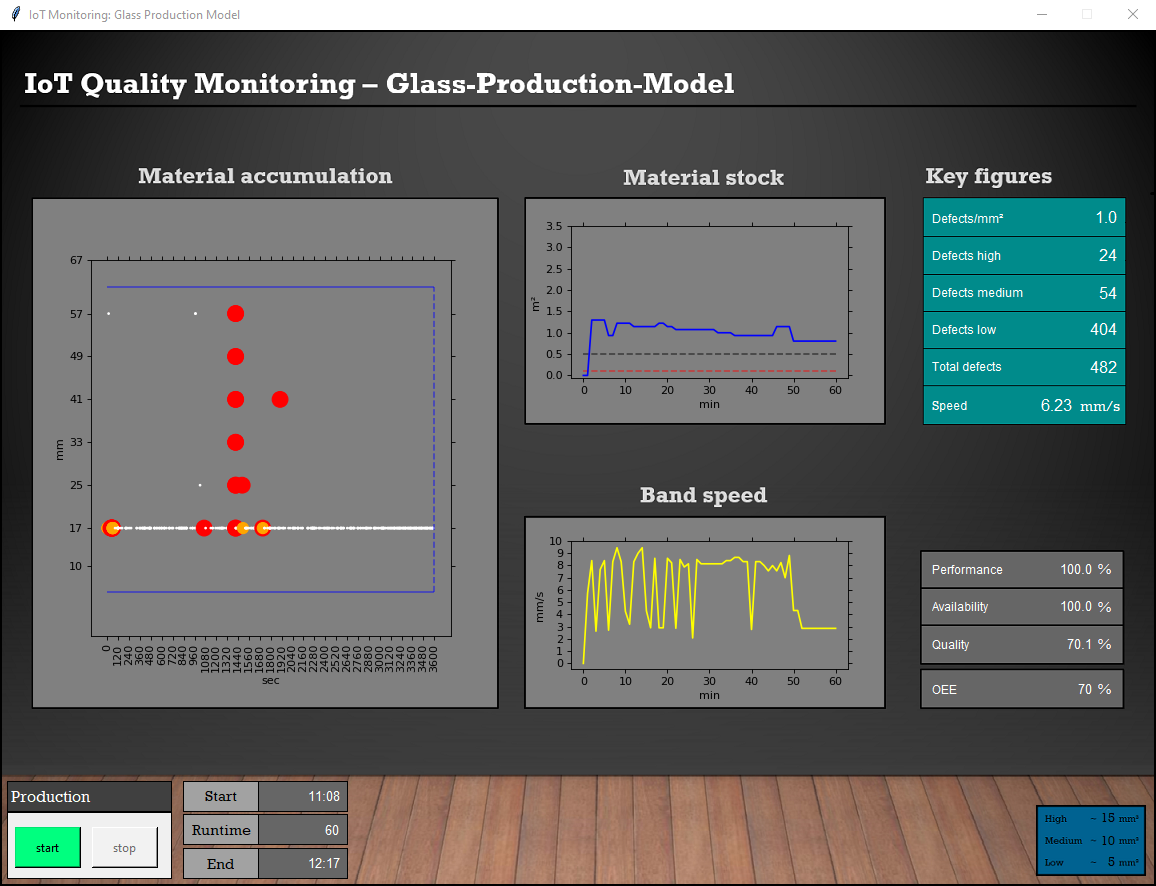 IoT Monitoring: Glass Production Model
IoT Quality Monitoring – Glass-Production-Model
Material accumulation
67
57
49
41
33
25
17
10
mm
0 120 240 360 480 600 720 840 960 1080 1200 1320 1440 1560 1680 1800 1920 2040 2160 2280 2400 2520 2640 2760 2880 3000 3120 3240 3360 3480 3600
sec
Material stock
3.5
3.0
2.5
2.0
1.5
1.0
0.5
0.0
m²
0 10 20 30 40 50 60
min
Band speed
10
9
8
7
6
5
4
3
2
1
0
mm/s
0 10 20 30 40 50 60
min
Key figures
Defects/mm² 1.0
Defects high 24
Defects medium 54
Defects low 404
Total defects 482
Speed 6.23 mm/s
Performance 100.0 %
Availability 100.0 %
Quality 70.1 %
OEE 70 %
Production
start stop
Start 11:08
Runtime 60
End 12:17
High ~ 15 mm²
Medium ~ 10 mm²
Low ~ 5 mm²